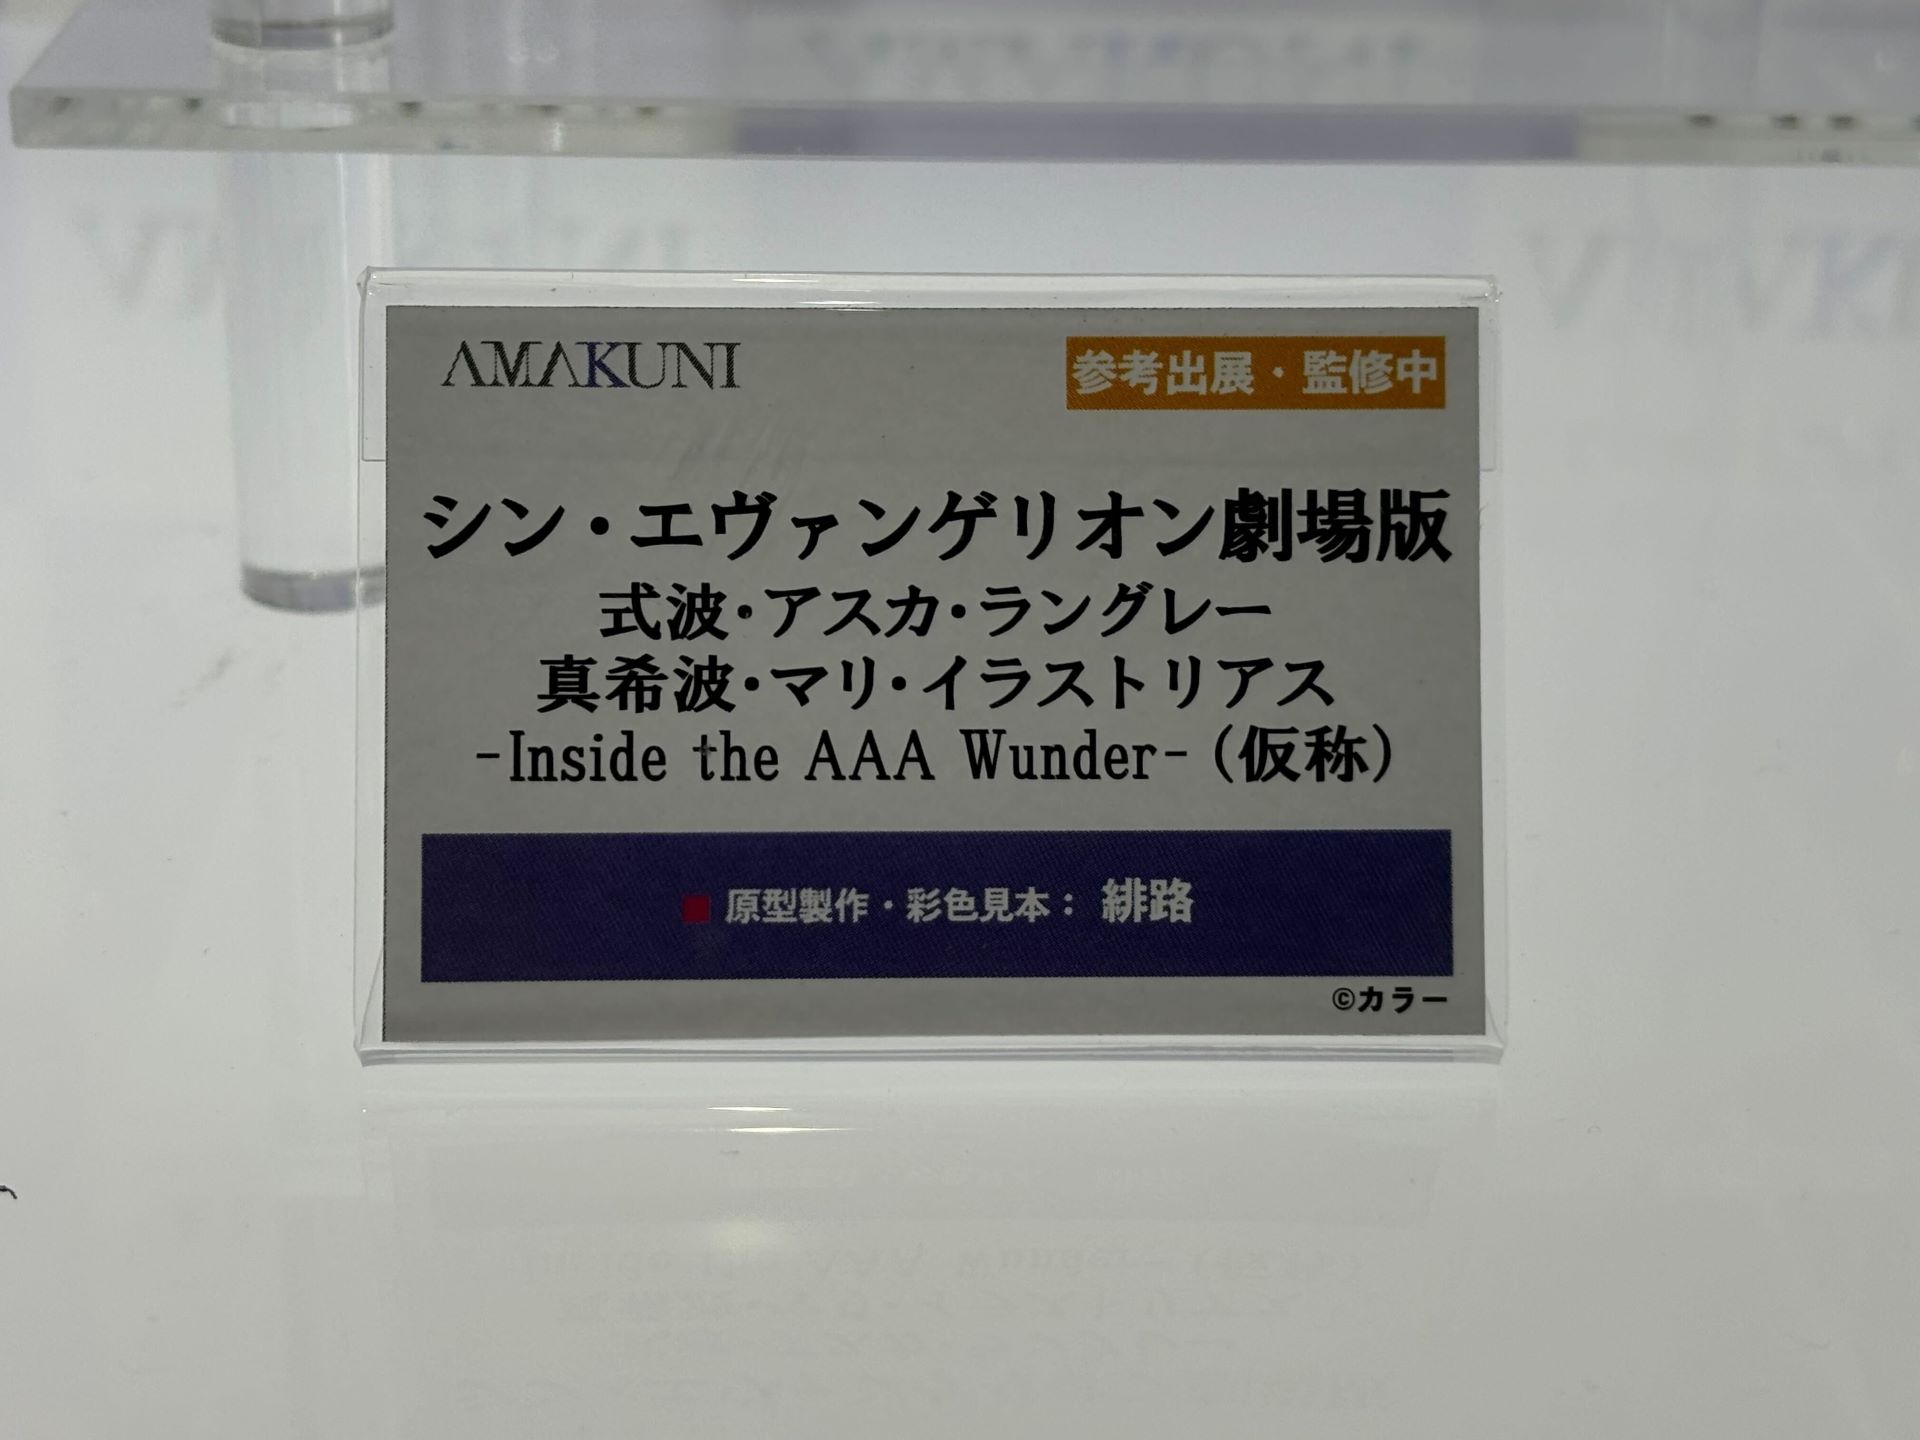 AMAKUNI
参考出展・監修中
シン・エヴァンゲリオン劇場版
式波・アスカ・ラングレー
真希波・マリ・イラストリアス
-Inside the AAA Wunder-(仮称)
■ 原型製作・彩色見本： 緋路
©カラー